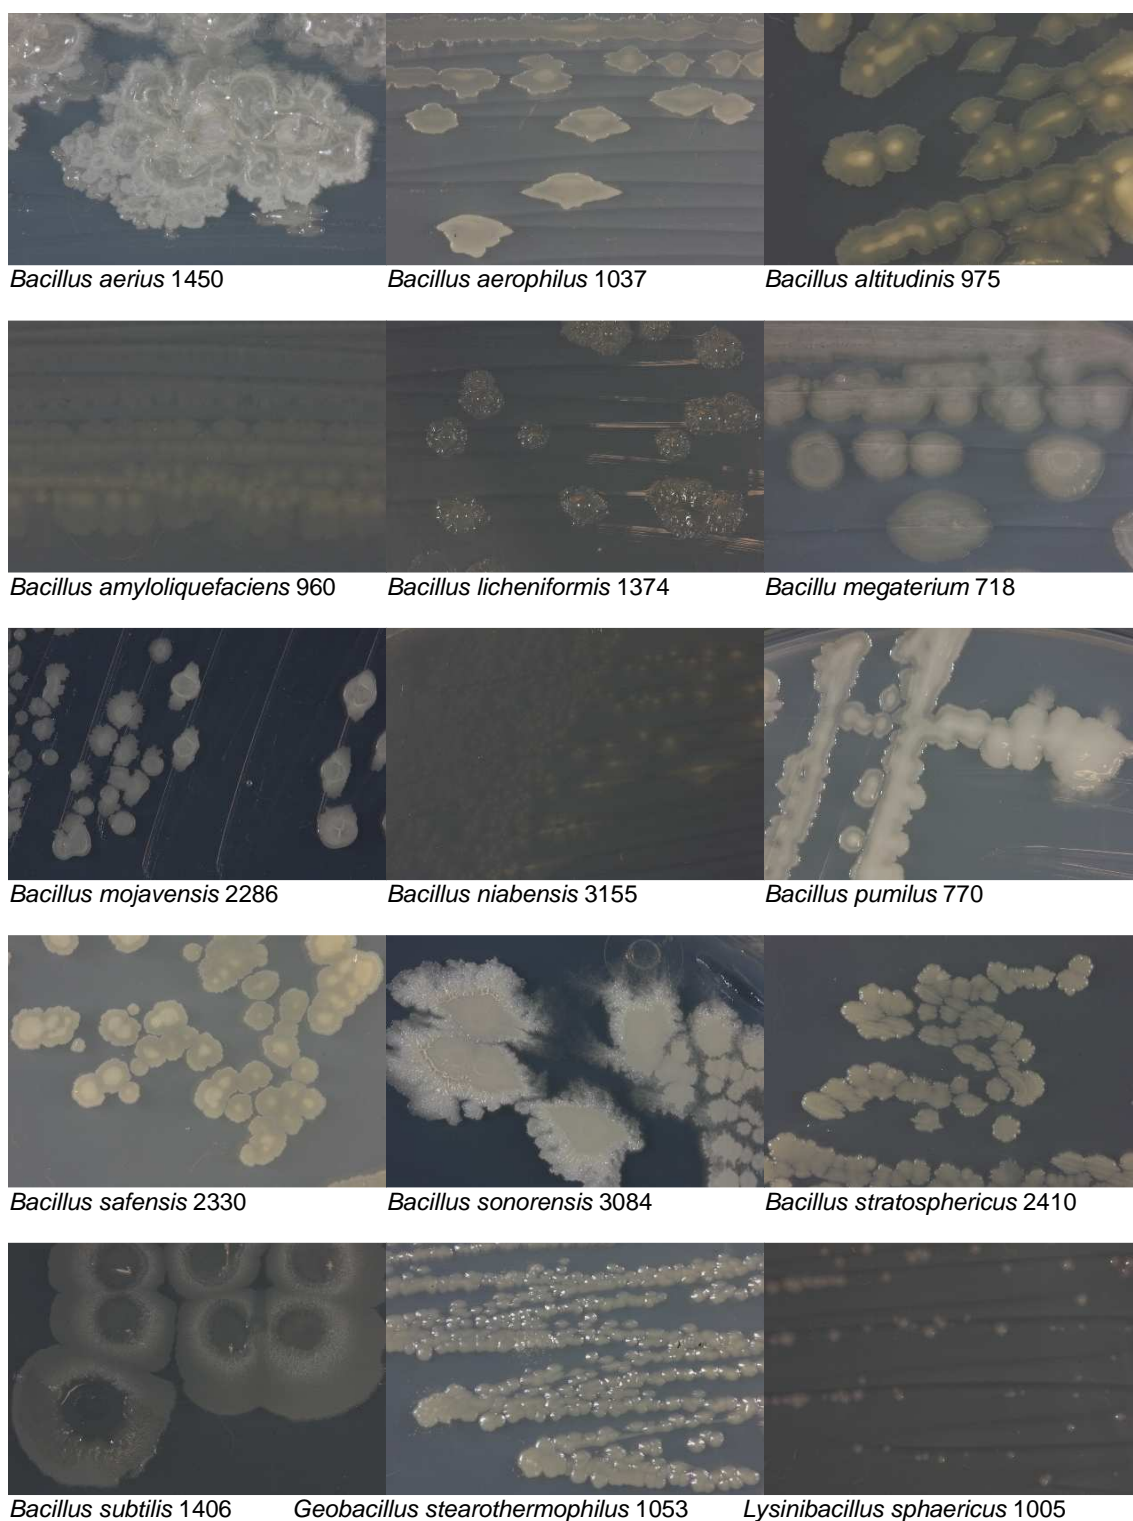 Bacillus aerius 1450 Bacillus aerophilus 1037 Bacillus altitudinis 975
Bacillus amyloliquefaciens 960 Bacillus licheniformis 1374 Bacillu megaterium 718
Bacillus mojavensis 2286 Bacillus niabensis 3155 Bacillus pumilus 770
Bacillus safensis 2330 Bacillus sonorensis 3084 Bacillus stratosphericus 2410
Bacillus subtilis 1406 Geobacillus stearothermophilus 1053 Lysinibacillus sphaericus 1005